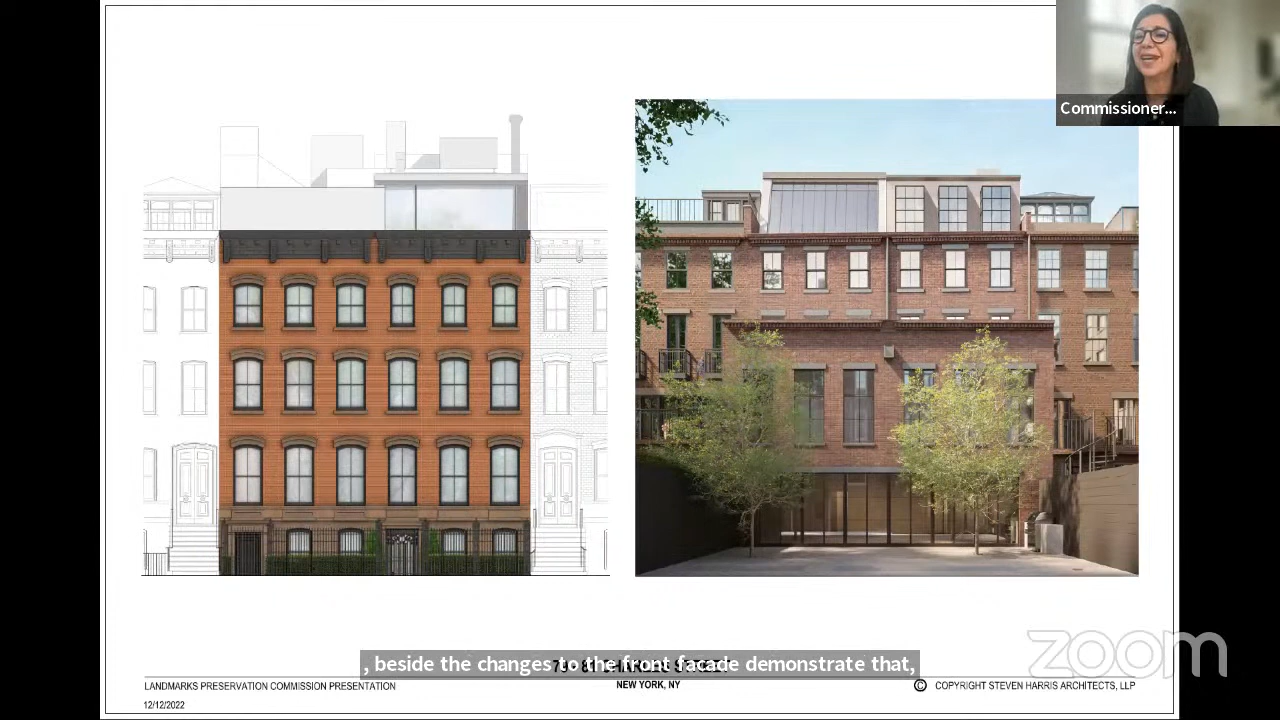 Commissioner...
zoom
, beside the changes to the front facade demonstrate that,
LANDMARKS PRESERVATION COMMISSION PRESENTATION
NEW YORK, NY
© COPYRIGHT STEVEN HARRIS ARCHITECTS, LLP
12/12/2022